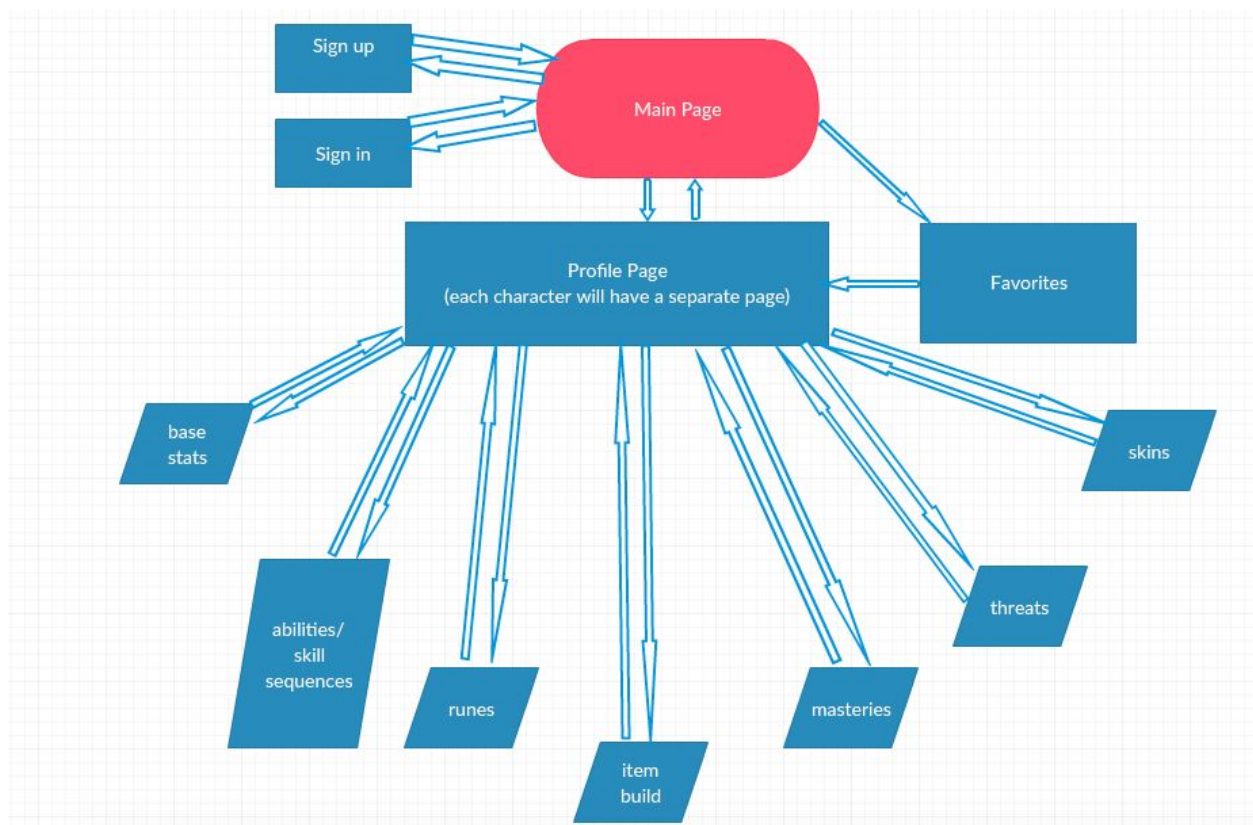 Sign up
Main Page
Sign in
Profile Page
(each character will have a separate page)
Favorites
base
stats
skins
abilities/
skill
sequences
threats
runes
masteries
item
build